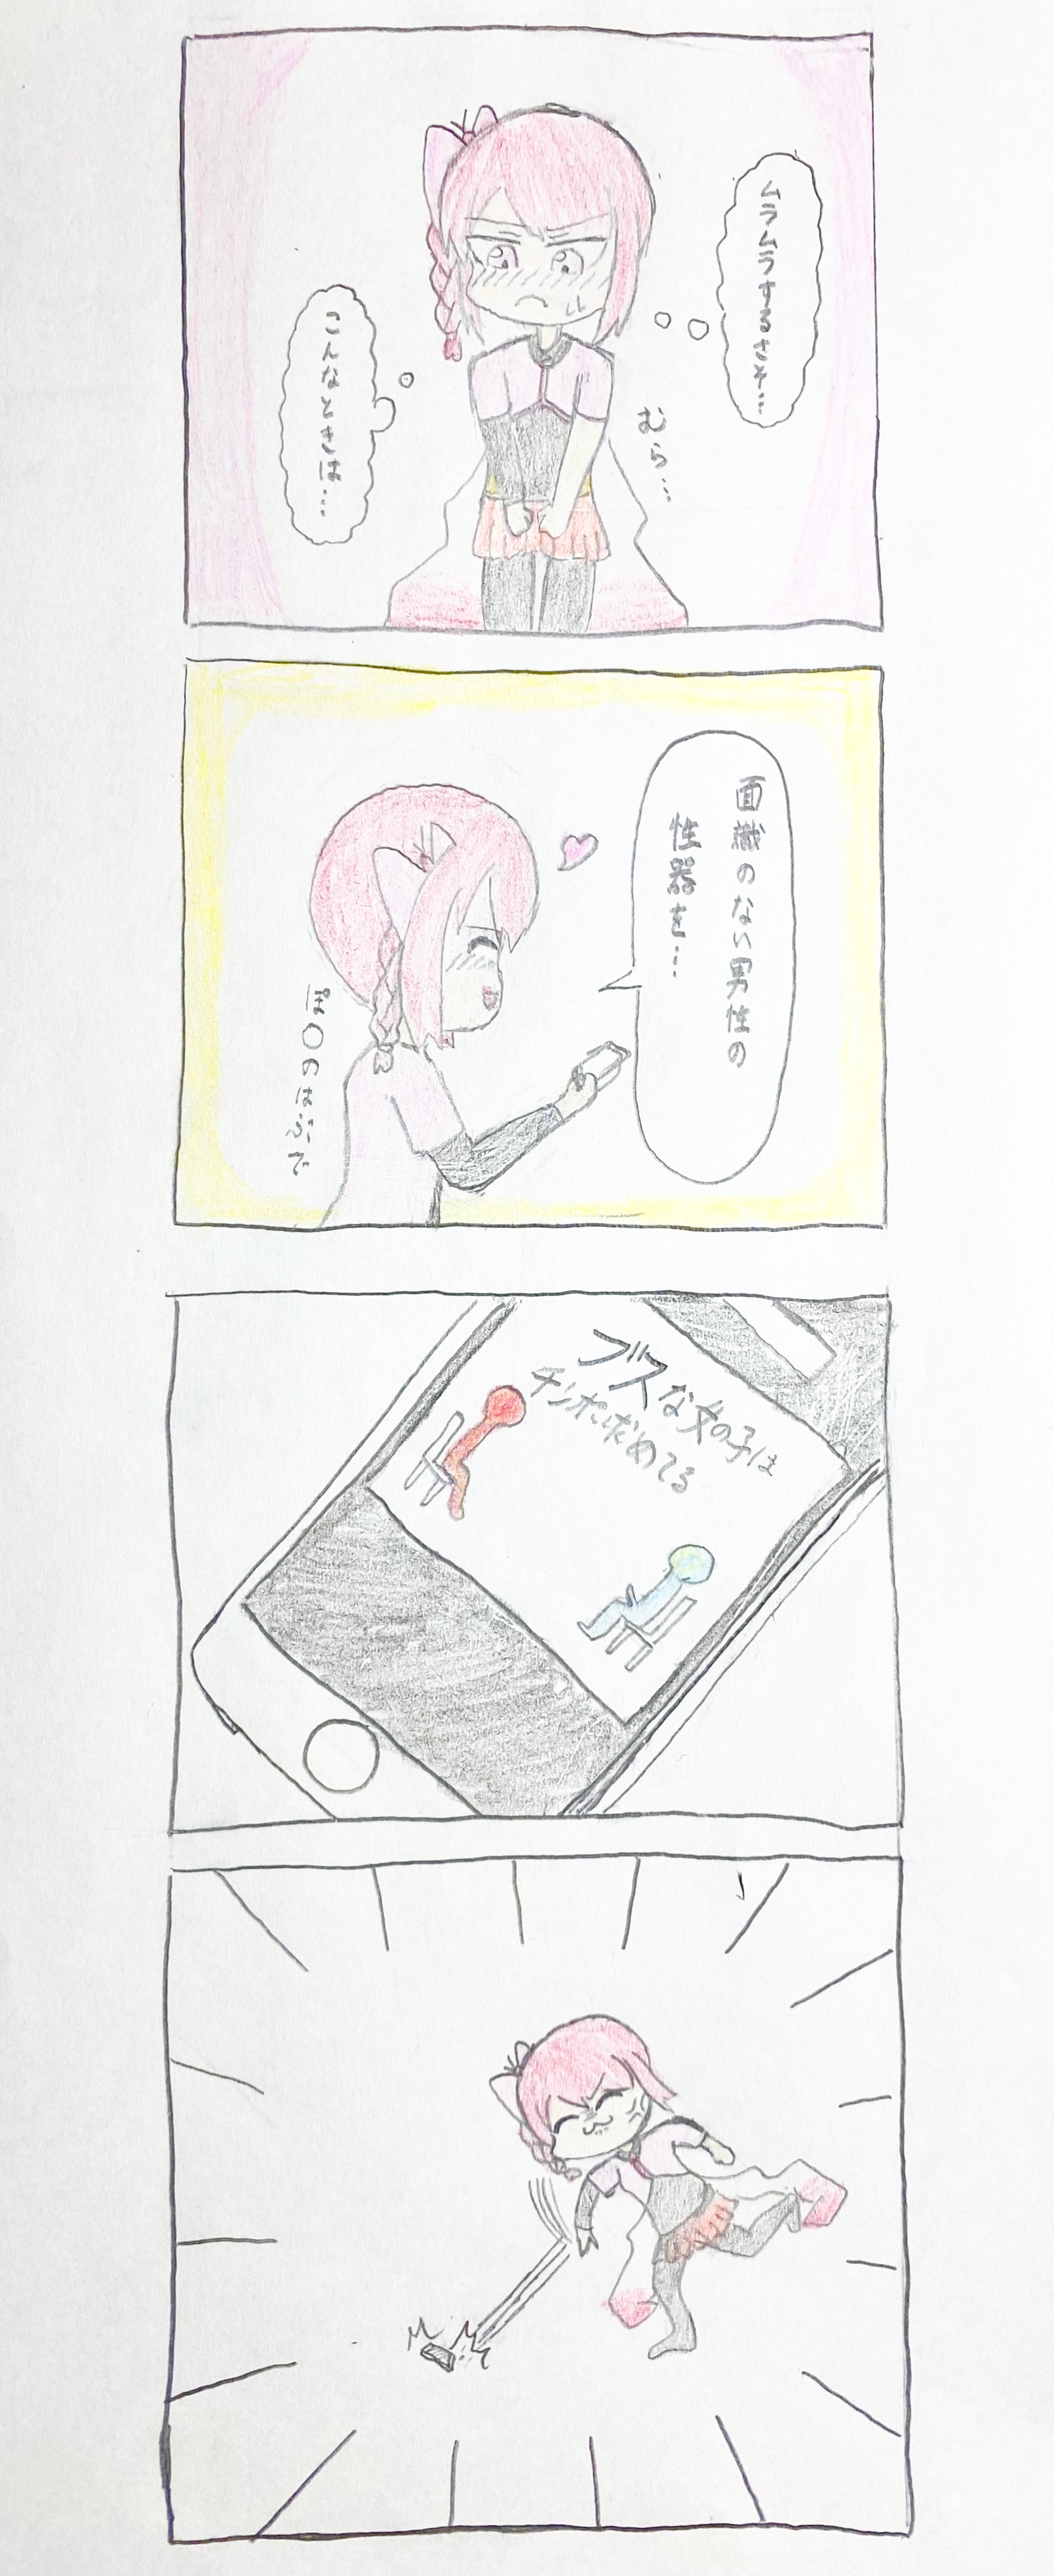 ムラムラするさぞ…
むら…
こんなときは…
面識のない男性の
性器を…
ぽ〇のはぶで
ブスな女の子は
チンポ求めてる